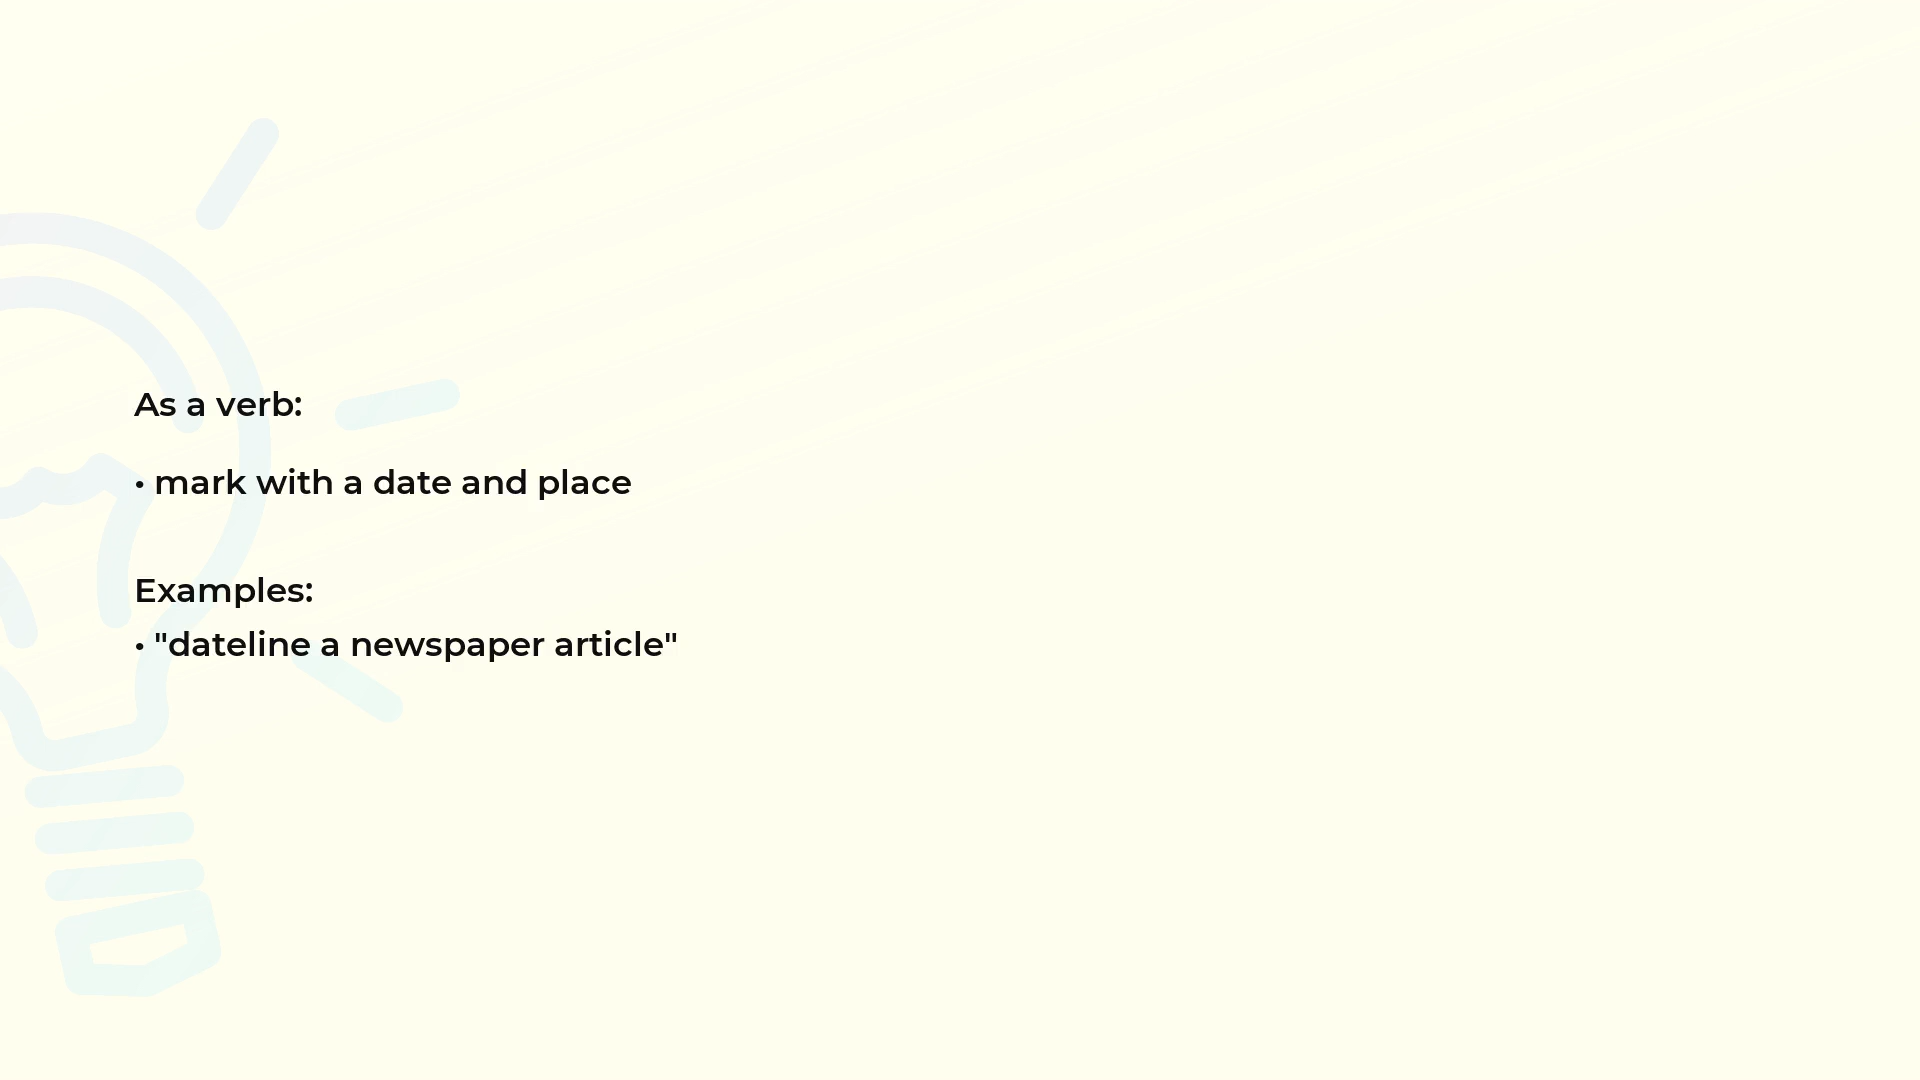 As a verb:
• mark with a date and place
Examples:
• "dateline a newspaper article"